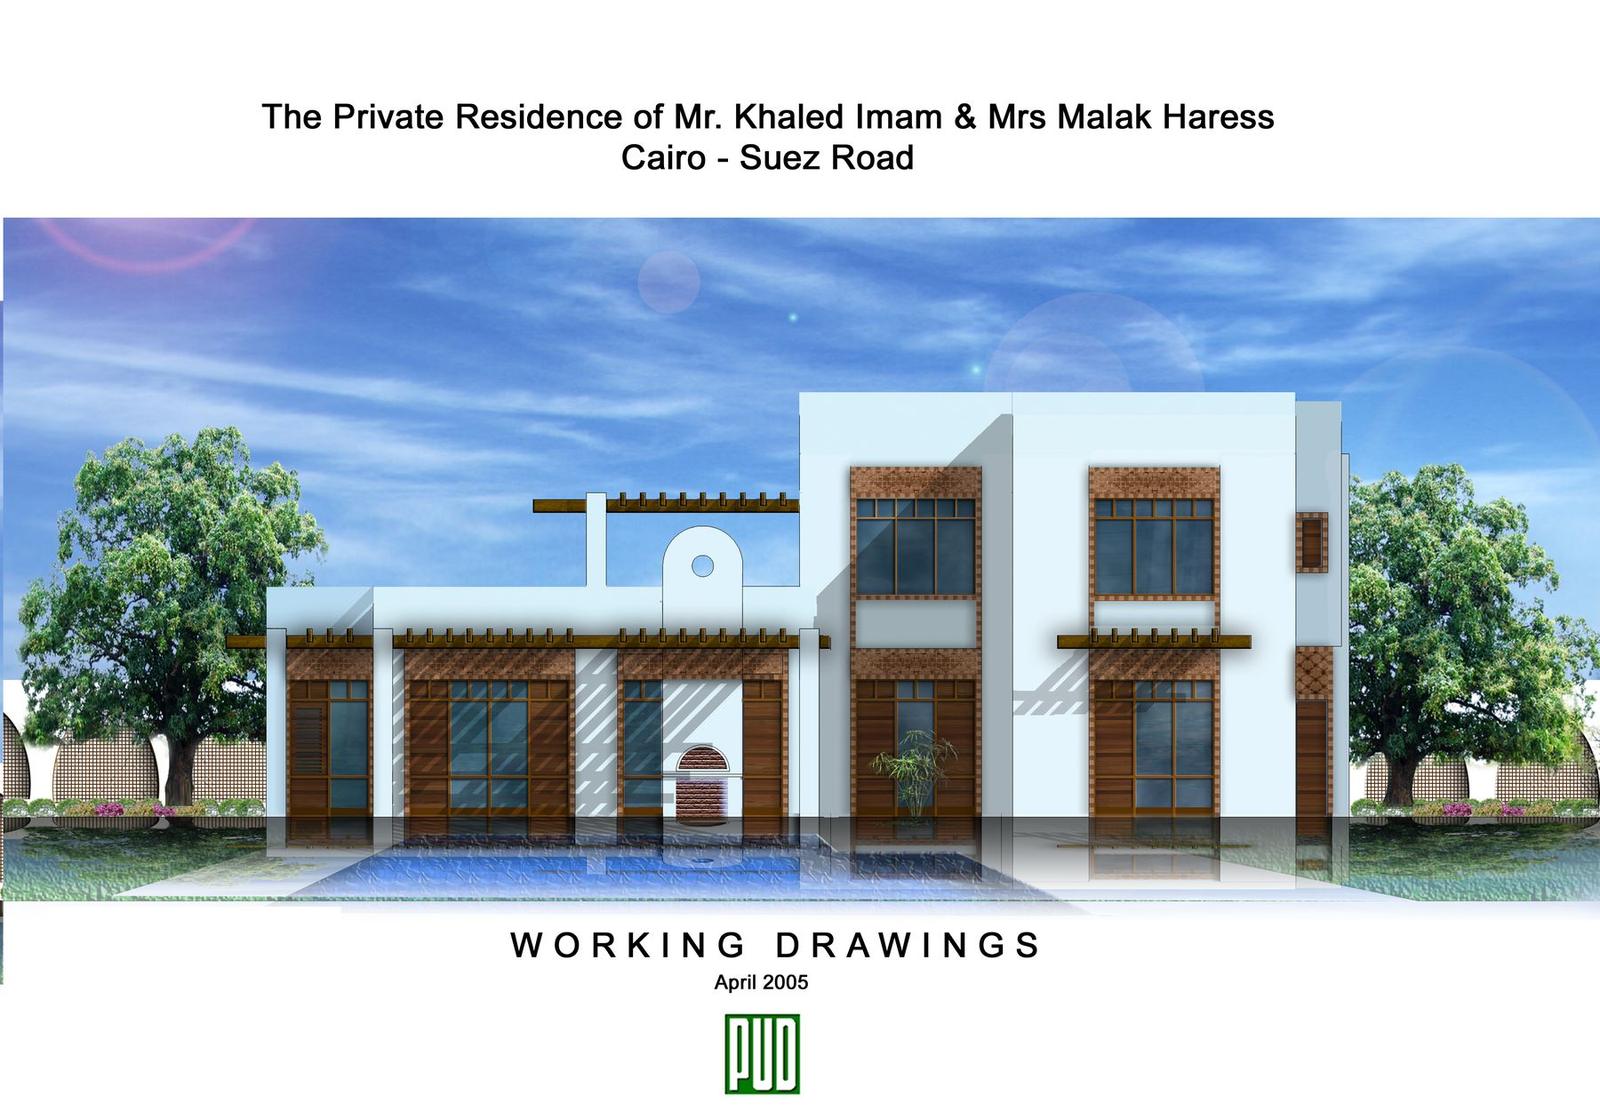 The Private Residence of Mr. Khaled Imam & Mrs Malak Haress
Cairo - Suez Road
WORKING DRAWINGS
April 2005
PUD